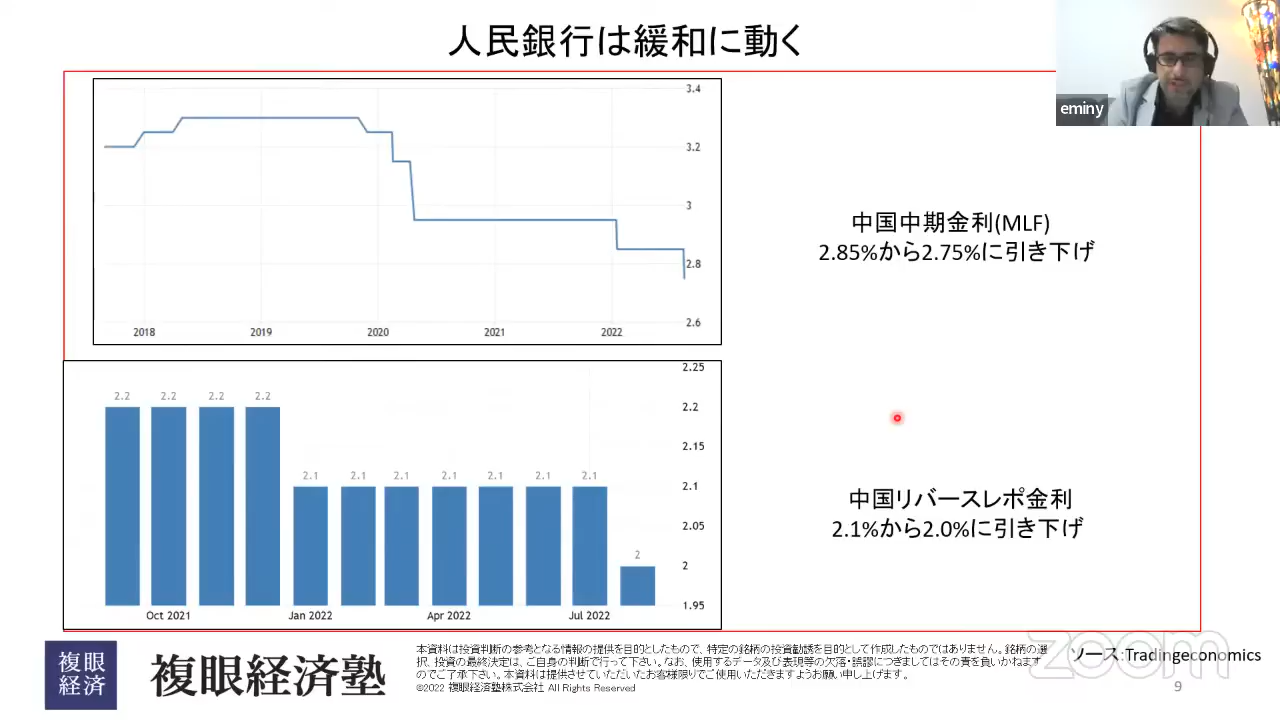 人民銀行は緩和に動く
eminy
3.4
3.2
3
2.8
2.6
2018 2019 2020 2021 2022
中国中期金利(MLF)
2.85%から2.75%に引き下げ
2.25
2.2
2.15
2.1
2.05
2
1.95
2.2 2.2 2.2 2.2 2.1 2.1 2.1 2.1 2.1 2.1 2.1 2
Oct 2021 Jan 2022 Apr 2022 Jul 2022
中国リバースレポ金利
2.1%から2.0%に引き下げ
複眼
経済
複眼経済塾
本資料は投資判断の参考となる情報の提供を目的としたもので、特定の銘柄の投資勧誘を目的として作成したものではありません。銘柄の選
択、投資の最終決定は、ご自身の判断で行って下さい。なお、使用するデータ及び表現等の欠落・誤謬につきましてはその責を負いかねます
のでご了承下さい。本資料は提供させていただいたお客様限りでご使用いただきますようお願い申し上げます。
©2022 複眼経済塾株式会社 All Rights Reserved
zoom
ソース:Tradingeconomics
9